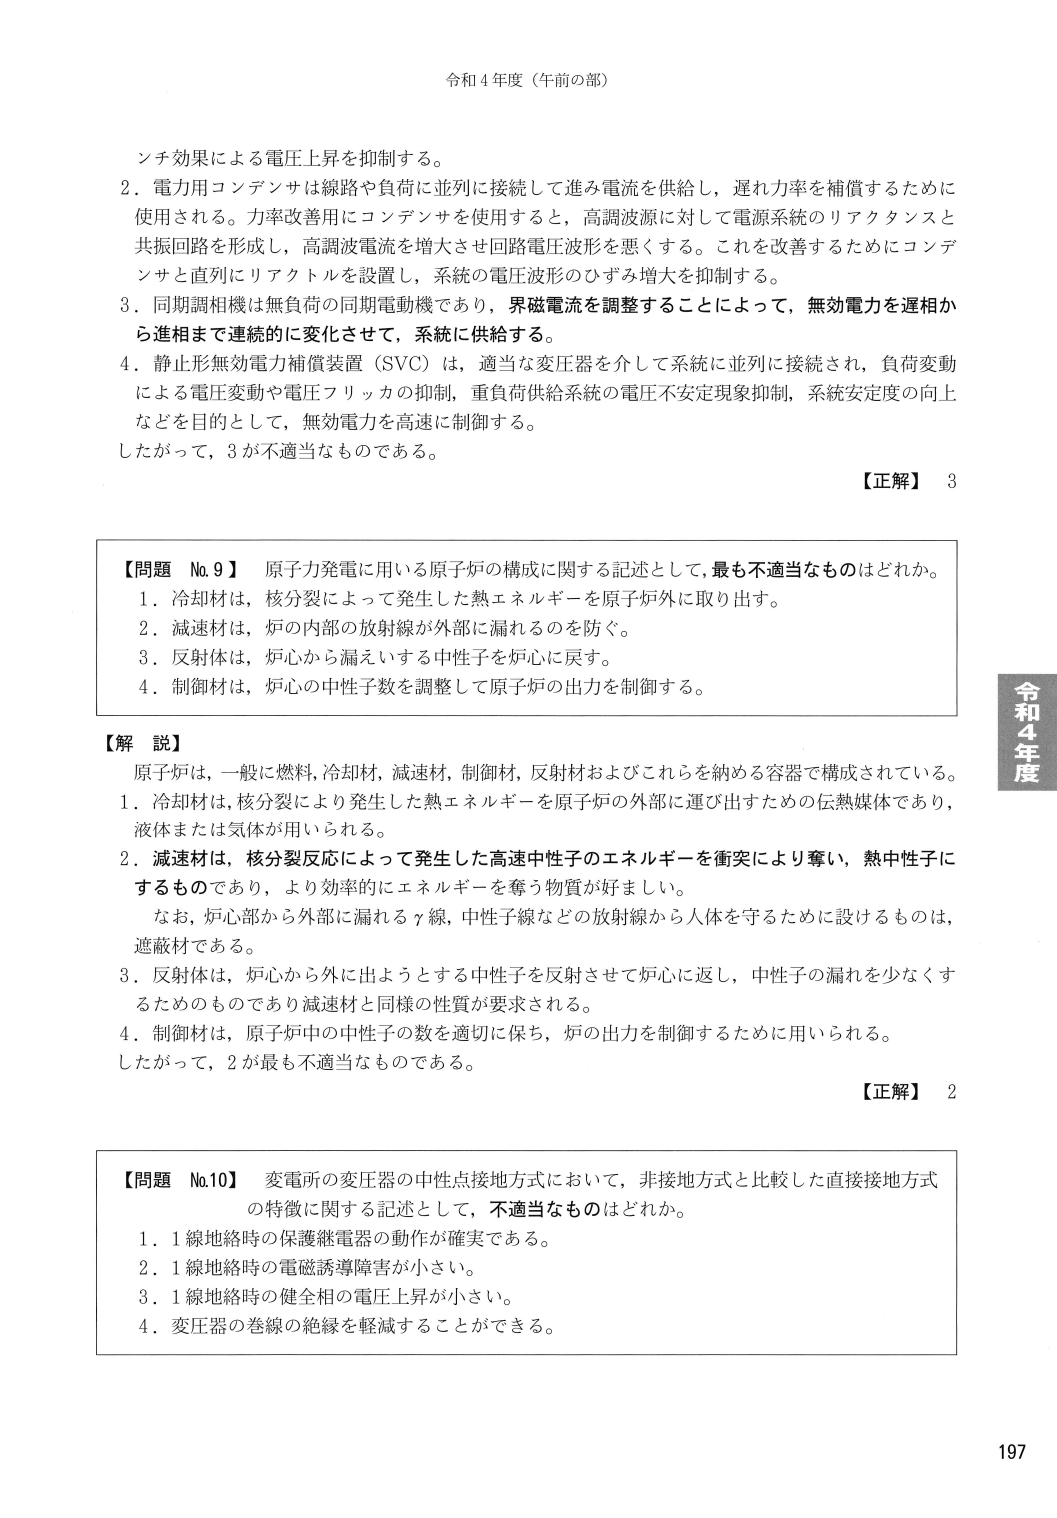 令和4年度（午前の部）
ンチ効果による電圧上昇を抑制する。
2．電力用コンデンサは線路や負荷に並列に接続して進み電流を供給し，遅れ力率を補償するために
使用される。力率改善用にコンデンサを使用すると，高調波源に対して電源系統のリアクタンスと
共振回路を形成し，高調波電流を増大させ回路電圧波形を悪くする。これを改善するためにコンデ
ンサと直列にリアクトルを設置し，系統の電圧波形のひずみ増大を抑制する。
3．同期調相機は無負荷の同期電動機であり，界磁電流を調整することによって，無効電力を遅相か
ら進相まで連続的に変化させて，系統に供給する。
4．静止形無効電力補償装置（SVC）は，適当な変圧器を介して系統に並列に接続され，負荷変動
による電圧変動や電圧フリッカの抑制，重負荷供給系統の電圧不安定現象抑制，系統安定度の向上
などを目的として，無効電力を高速に制御する。
したがって，3が不適当なものである。
【正解】 3
【問題 №9】 原子力発電に用いる原子炉の構成に関する記述として，最も不適当なものはどれか。
1．冷却材は，核分裂によって発生した熱エネルギーを原子炉外に取り出す。
2．減速材は，炉の内部の放射線が外部に漏れるのを防ぐ。
3．反射体は，炉心から漏えいする中性子を炉心に戻す。
4．制御材は，炉心の中性子数を調整して原子炉の出力を制御する。
【解 説】
原子炉は，一般に燃料，冷却材，減速材，制御材，反射材およびこれらを納める容器で構成されている。
1．冷却材は，核分裂により発生した熱エネルギーを原子炉の外部に運び出すための伝熱媒体であり，
液体または気体が用いられる。
2．減速材は，核分裂反応によって発生した高速中性子のエネルギーを衝突により奪い，熱中性子に
するものであり，より効率的にエネルギーを奪う物質が好ましい。
なお，炉心部から外部に漏れるγ線，中性子線などの放射線から人体を守るために設けるものは，
遮蔽材である。
3．反射体は，炉心から外に出ようとする中性子を反射させて炉心に返し，中性子の漏れを少なくす
るためのものであり減速材と同様の性質が要求される。
4．制御材は，原子炉中の中性子の数を適切に保ち，炉の出力を制御するために用いられる。
したがって，2が最も不適当なものである。
【正解】 2
【問題 №10】 変電所の変圧器の中性点接地方式において，非接地方式と比較した直接接地方式
の特徴に関する記述として，不適当なものはどれか。
1．1線地絡時の保護継電器の動作が確実である。
2．1線地絡時の電磁誘導障害が小さい。
3．1線地絡時の健全相の電圧上昇が小さい。
4．変圧器の巻線の絶縁を軽減することができる。
令和4年度
197